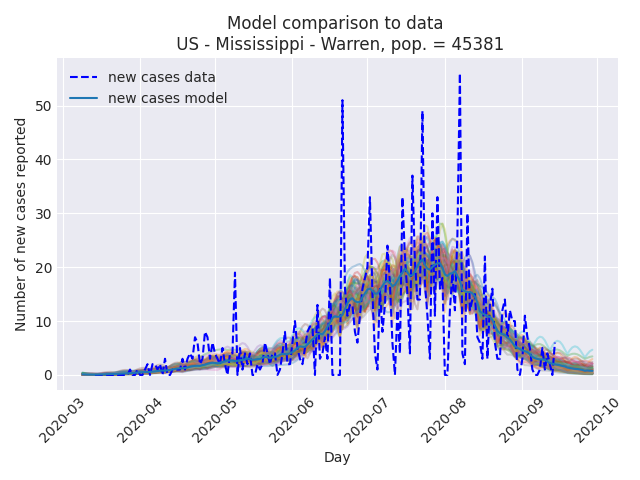 Model comparison to data
US - Mississippi - Warren, pop. = 45381
new cases data
new cases model
Number of new cases reported
50
40
30
20
10
0
2020-03
2020-04
2020-05
2020-06
2020-07
2020-08
2020-09
2020-10
Day